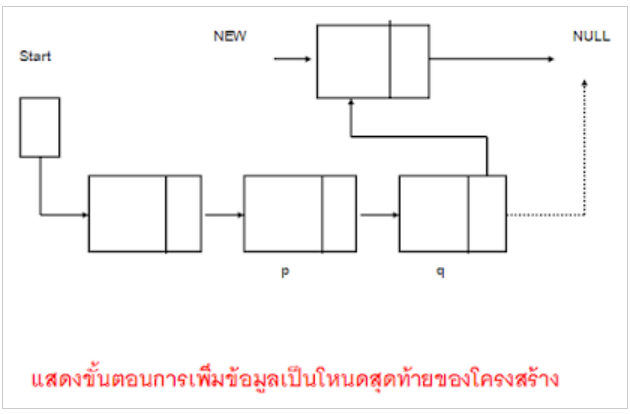 NEW
NULL
Start
p
q
แสดงขั้นตอนการเพิ่มข้อมูลเป็นโหนดสุดท้ายของโครงสร้าง